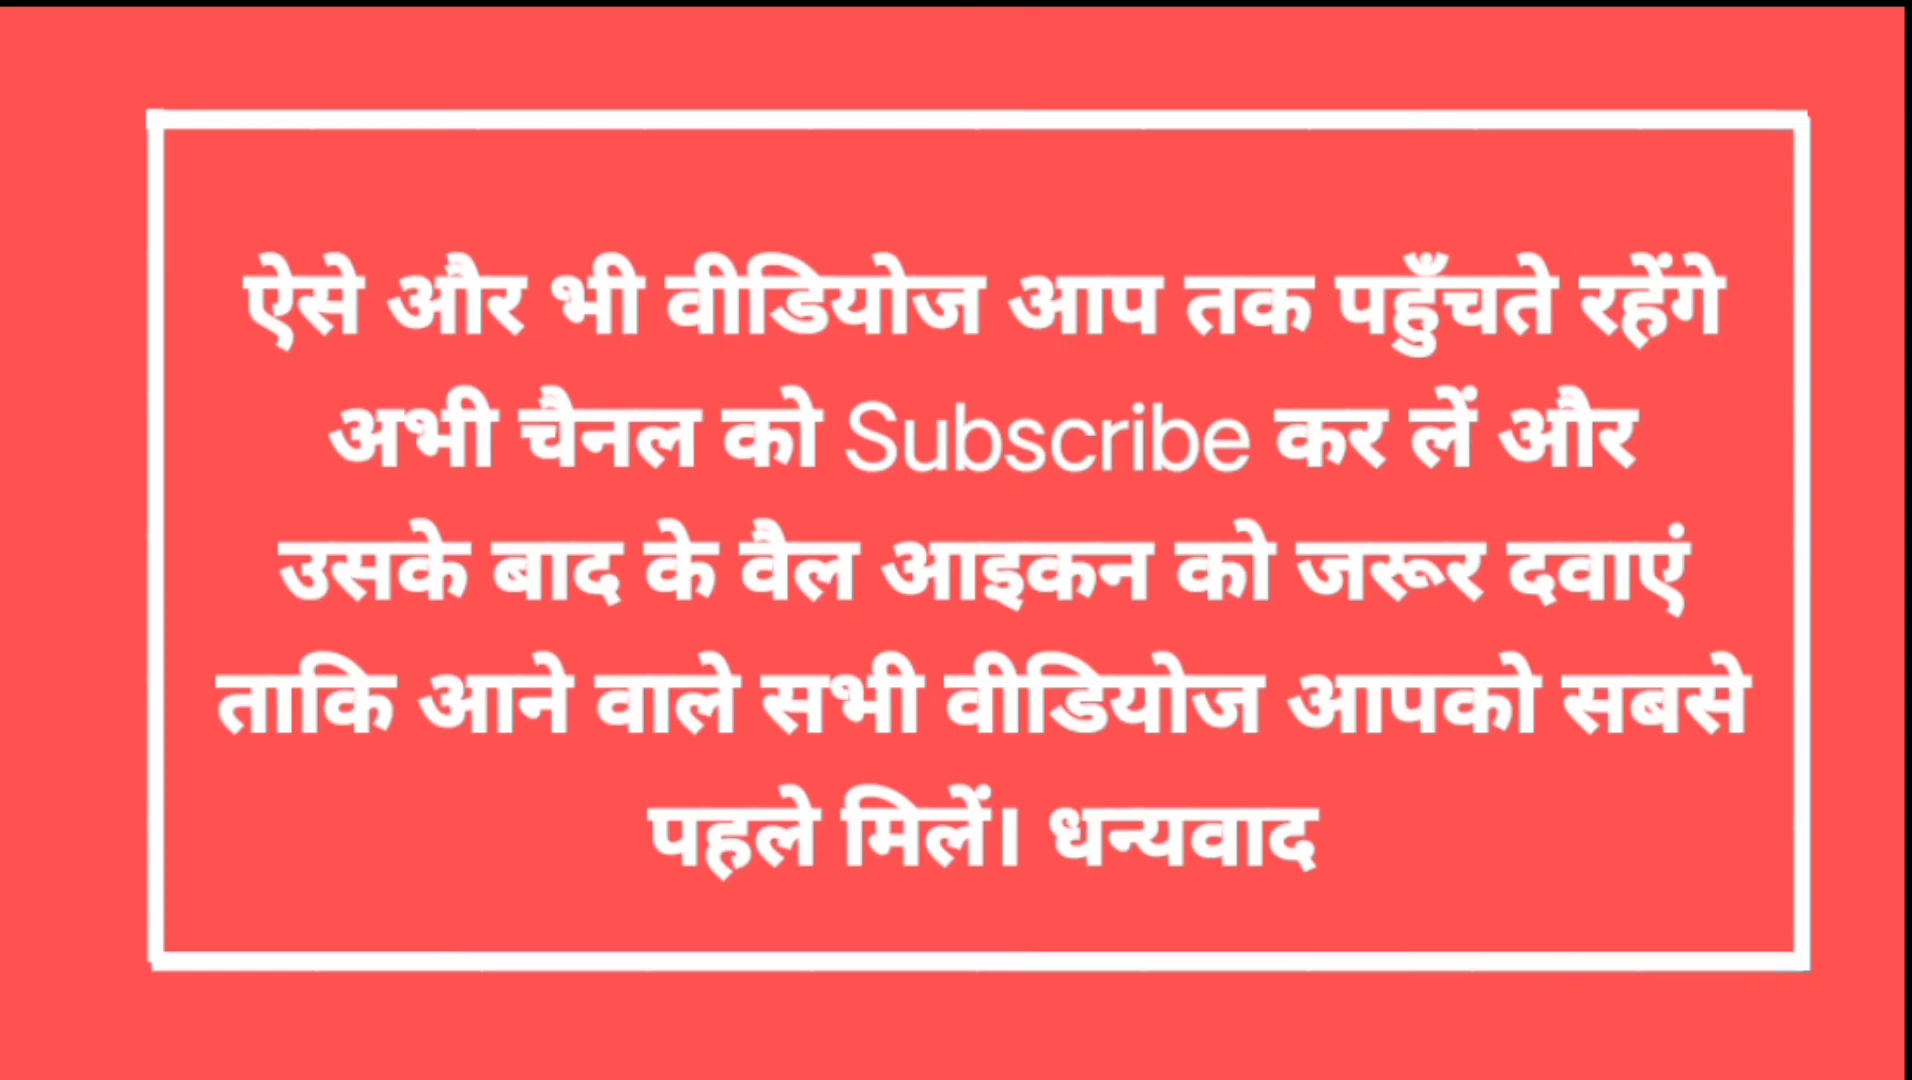 ऐसे और भी वीडियोज आप तक पहुँचते रहेंगे
अभी चैनल को Subscribe कर लें और
उसके बाद के वैल आइकन को जरूर दवाएं
ताकि आने वाले सभी वीडियोज आपको सबसे
पहले मिलें। धन्यवाद